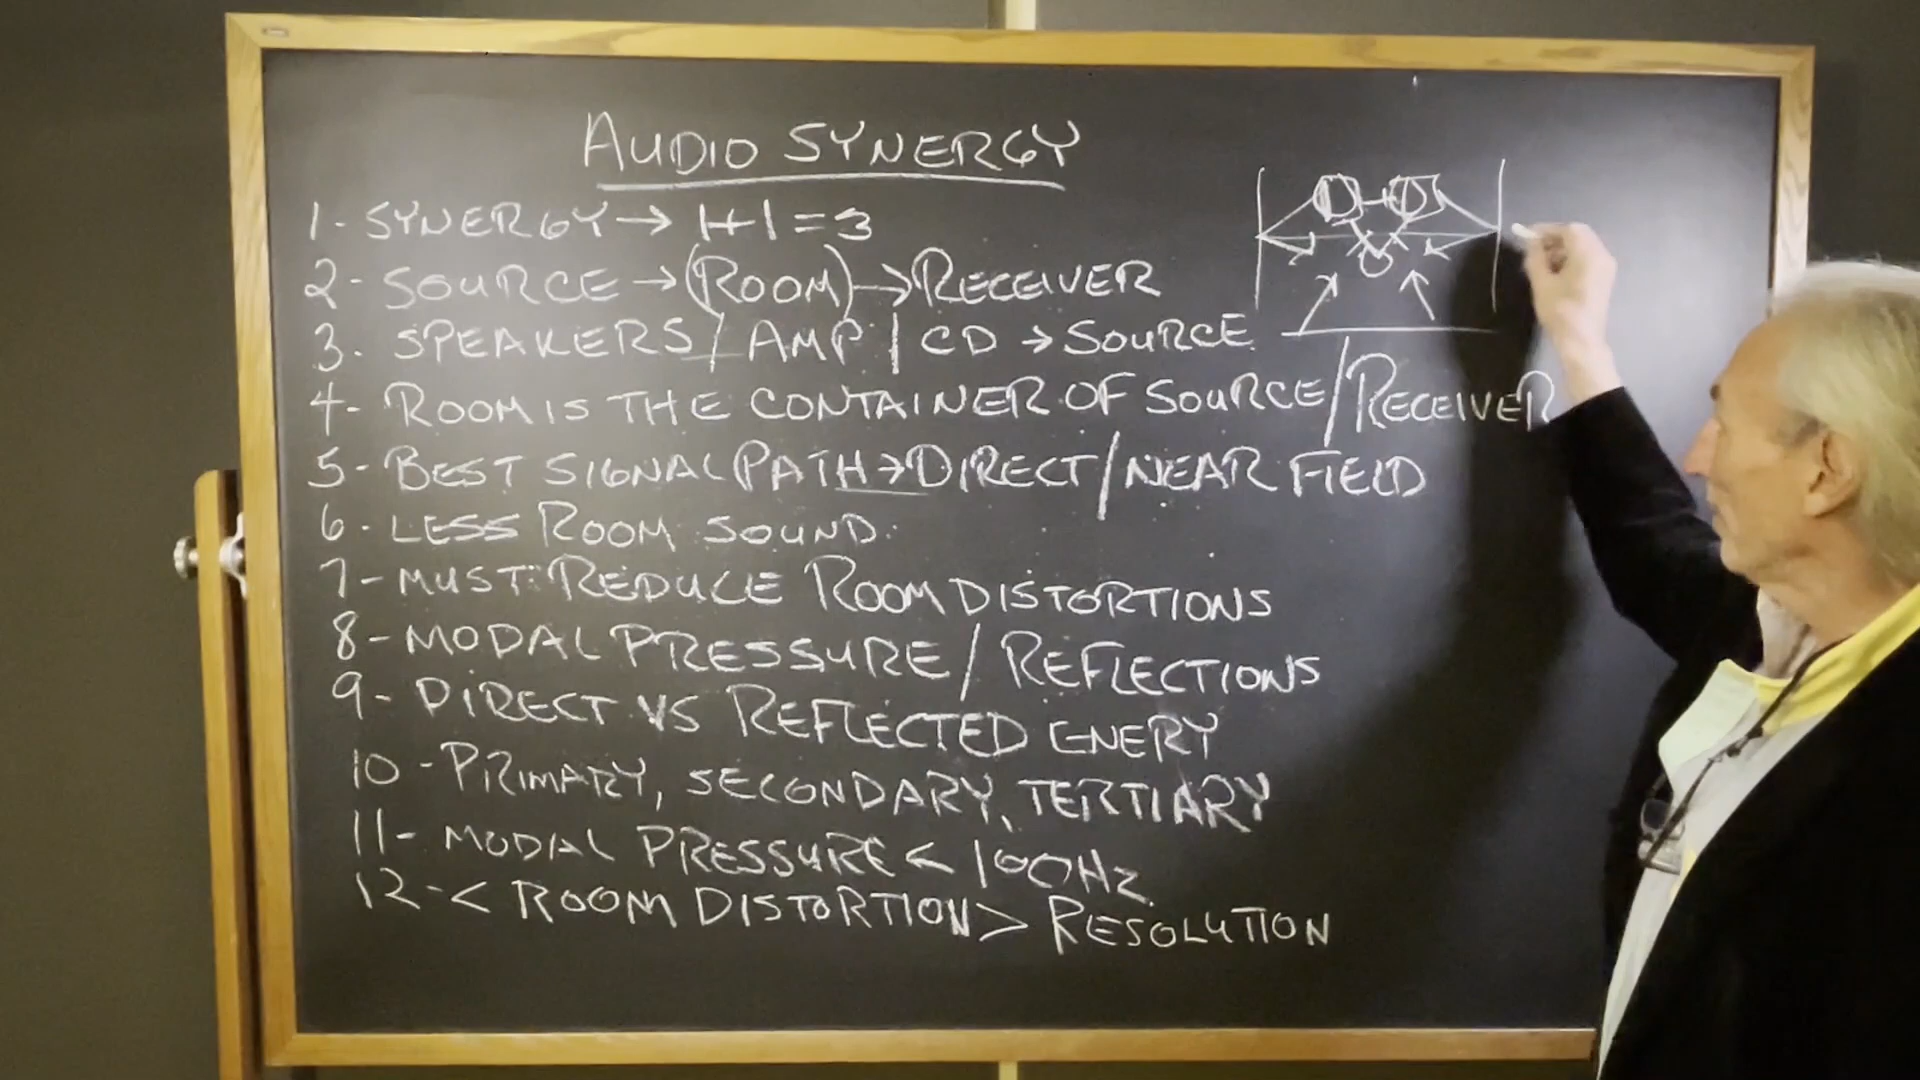 AUDIO SYNERGY
1- SYNERGY → 1+1=3
2- SOURCE → (ROOM) → RECEIVER
3. SPEAKERS / AMP / CD → SOURCE
4- ROOM IS THE CONTAINER OF SOURCE / RECEIVER
5- BEST SIGNAL PATH → DIRECT / NEAR FIELD
6- LESS ROOM SOUND.
7- MUST REDUCE ROOM DISTORTIONS
8- MODAL PRESSURE / REFLECTIONS
9- DIRECT VS REFLECTED ENERY
10- PRIMARY, SECONDARY, TERTIARY
11- MODAL PRESSURE < 100HZ
12- < ROOM DISTORTION > RESOLUTION